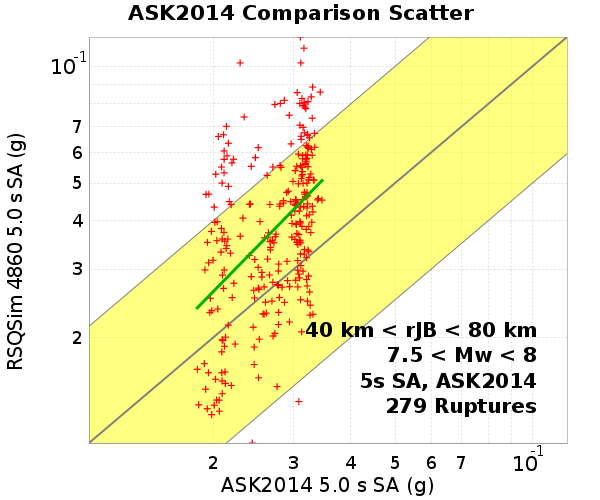 ASK2014 Comparison Scatter
RSQSim 4860 5.0 s SA (g)
10-1
7
6
5
4
3
2
40 km < rJB < 80 km
7.5 < Mw < 8
5s SA, ASK2014
279 Ruptures
2 3 4 5 6 7 10-1
ASK2014 5.0 s SA (g)